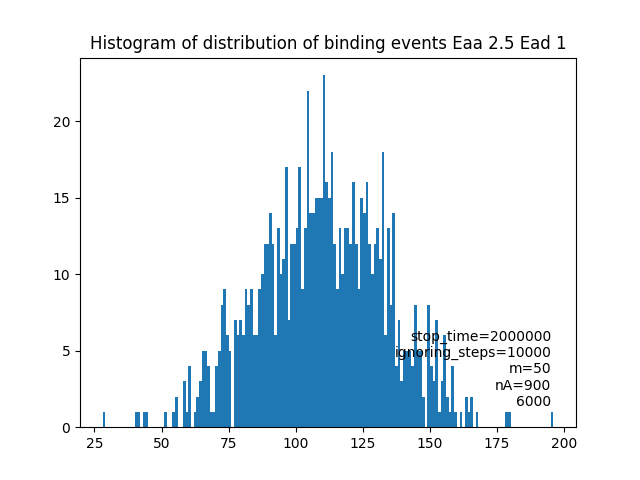 Histogram of distribution of binding events Eaa 2.5 Ead 1
20
15
10
5
0
stop_time=2000000
ignoring_steps=10000
m=50
nA=900
6000
25 50 75 100 125 150 175 200